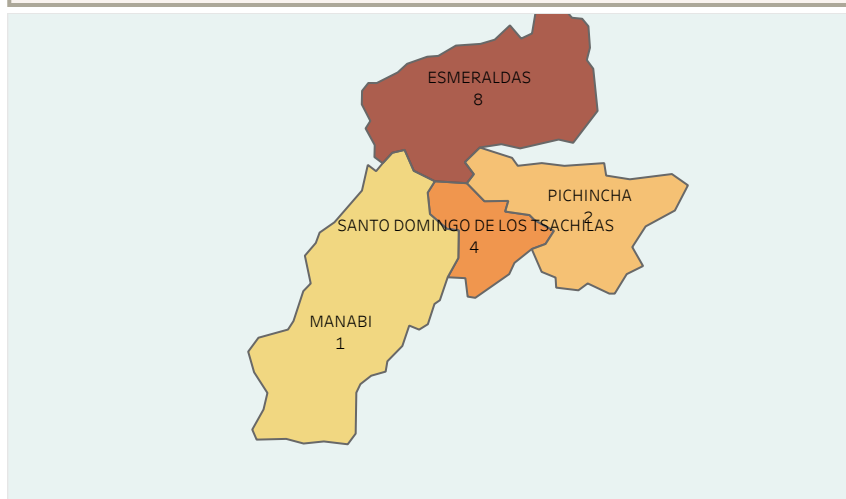 ESMERALDAS
8
PICHINCHA
2
SANTO DOMINGO DE LOS TSACHILAS
4
MANABI
1